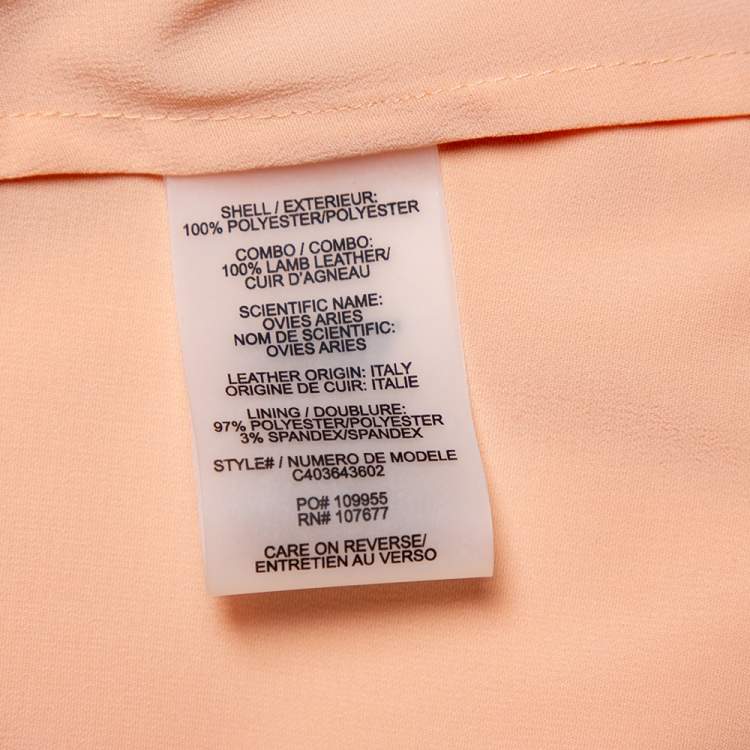 SHELL / EXTERIEUR:
100% POLYESTER/POLYESTER
COMBO / COMBO:
100% LAMB LEATHER/
CUIR D'AGNEAU
SCIENTIFIC NAME:
OVIES ARIES
NOM DE SCIENTIFIC:
OVIES ARIES
LEATHER ORIGIN: ITALY
ORIGINE DE CUIR: ITALIE
LINING / DOUBLURE:
97% POLYESTER/POLYESTER
3% SPANDEX/SPANDEX
STYLE# / NUMERO DE MODELE
C403643602
PO# 109955
RN# 107677
CARE ON REVERSE/
ENTRETIEN AU VERSO